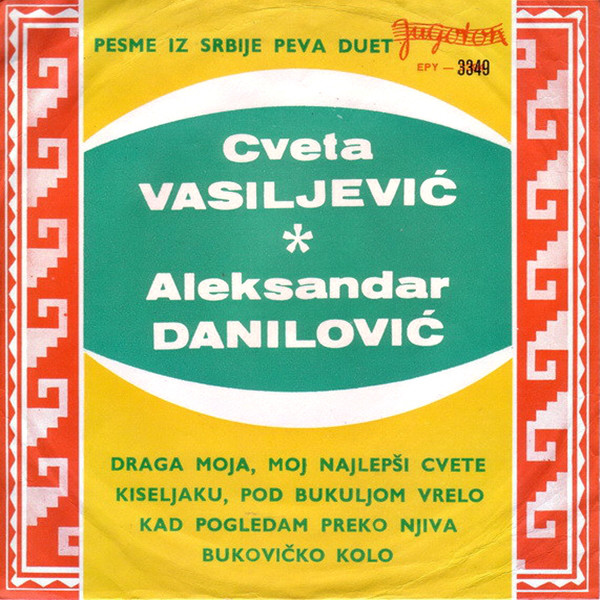 PESME IZ SRBIJE PEVA DUET Jugoton
EPY — 3349
Cveta
VASILJEVIĆ
*
Aleksandar
DANILOVIĆ
DRAGA MOJA, MOJ NAJLEPŠI CVETE
KISELJAKU, POD BUKULJOM VRELO
KAD POGLEDAM PREKO NJIVA
BUKOVIČKO KOLO